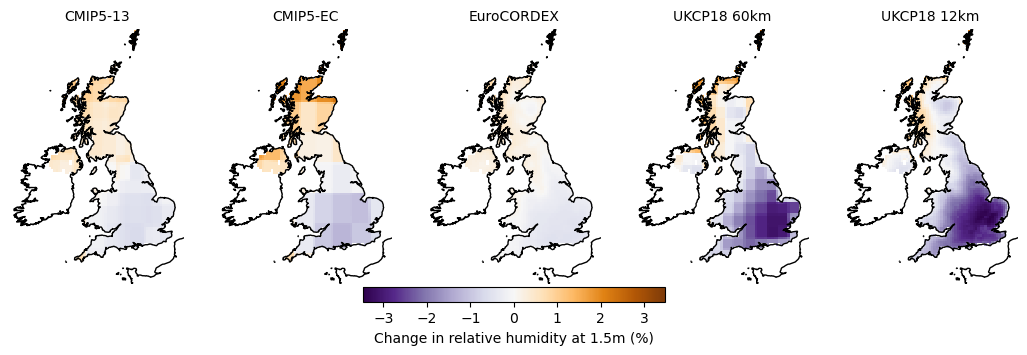 CMIP5-13 CMIP5-EC EuroCORDEX UKCP18 60km UKCP18 12km
−3 −2 −1 0 1 2 3
Change in relative humidity at 1.5m (%)